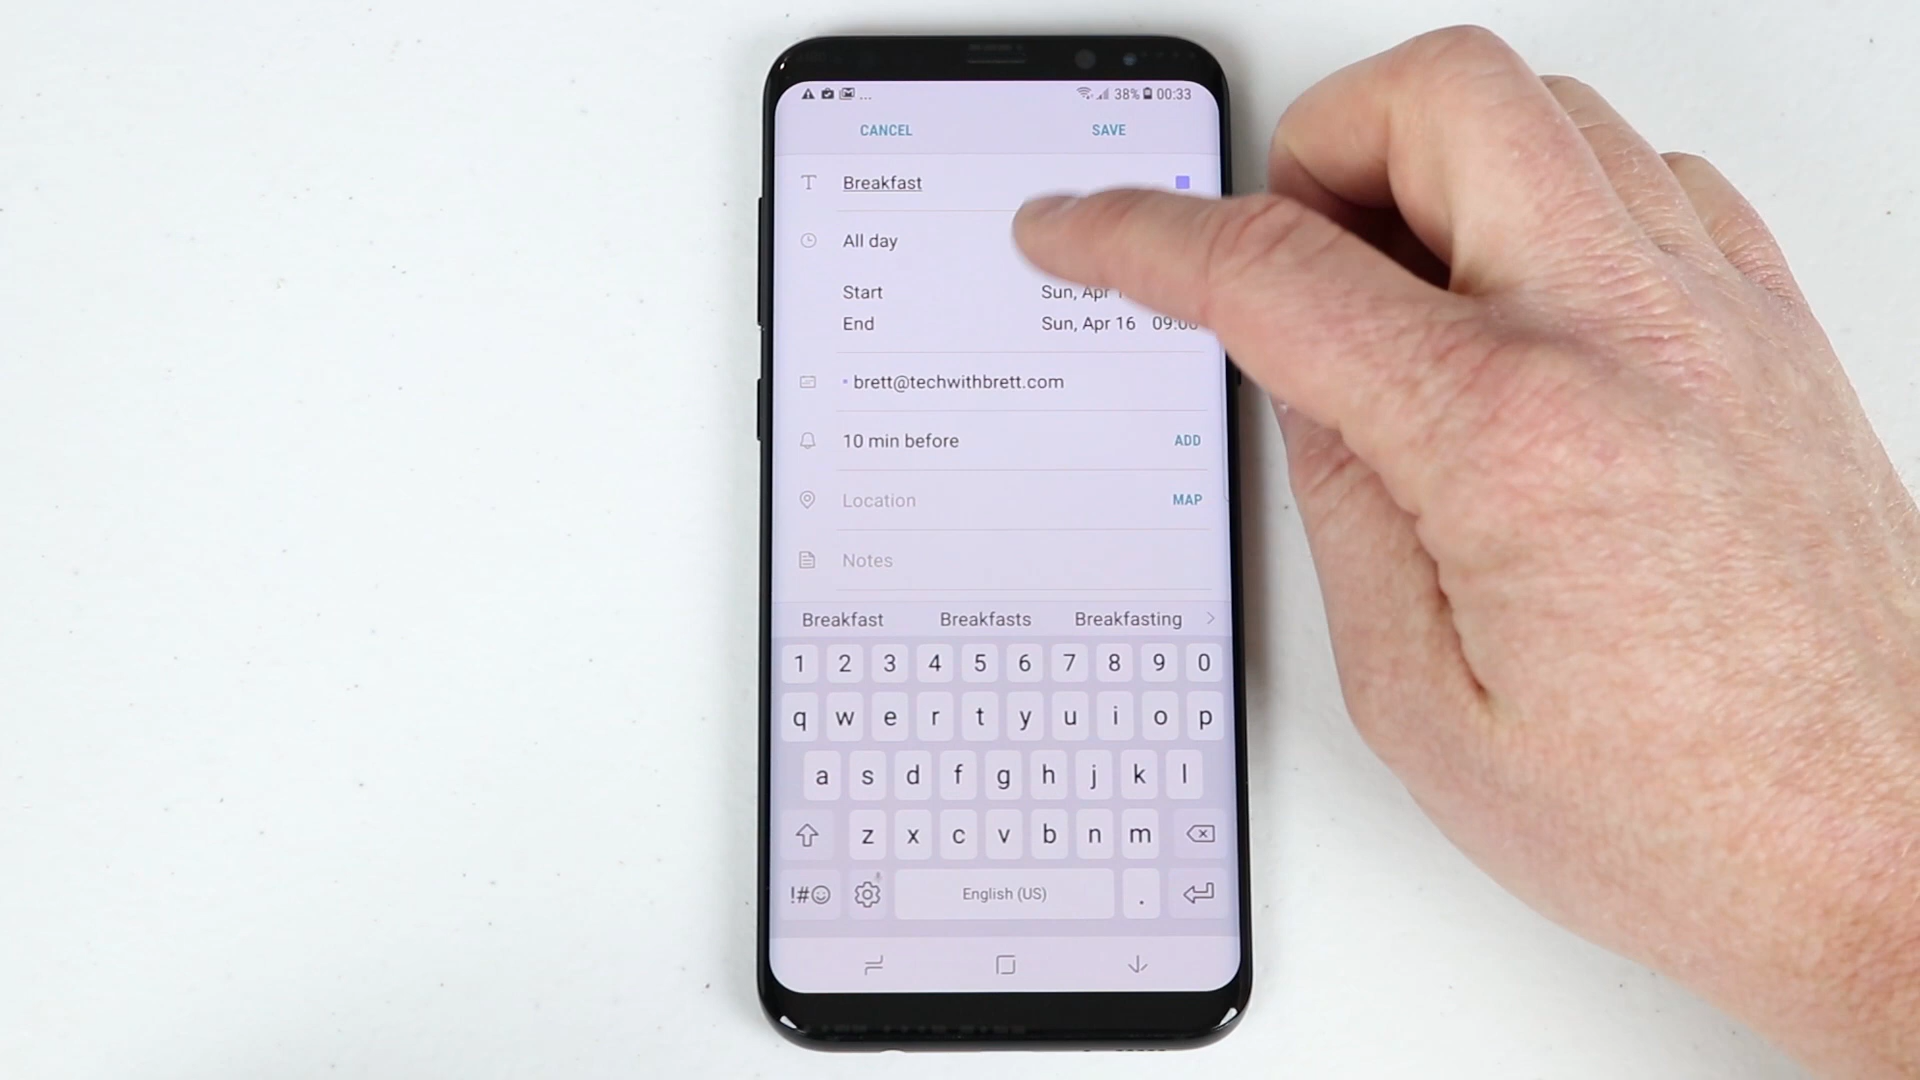 ... 38% 00:33
CANCEL SAVE
Breakfast
All day
Start Sun, Apr
End Sun, Apr 16 09:00
• brett@techwithbrett.com
10 min before ADD
Location MAP
Notes
Breakfast Breakfasts Breakfasting
1 2 3 4 5 6 7 8 9 0
q w e r t y u i o p
a s d f g h j k l
z x c v b n m
!#☺ English (US) .